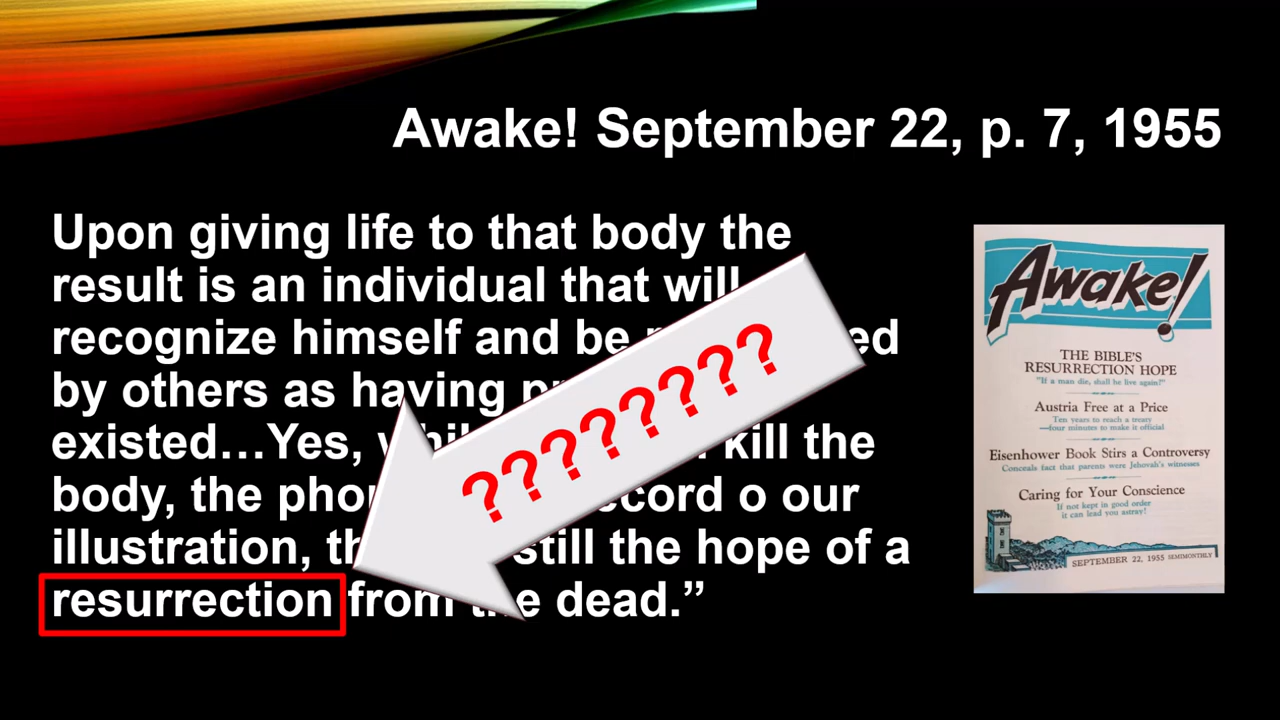 Awake! September 22, p. 7, 1955
Upon giving life to that body the
result is an individual that will
recognize himself and be
by others as having
existed…Yes, kill the
body, the o our
illustration, still the hope of a
resurrection from the dead.”
????????
Awake!
THE BIBLE'S
RESURRECTION HOPE
"If a man die, shall he live again?"
Austria Free at a Price
Ten years to reach a treaty
—four minutes to make it official
Eisenhower Book Stirs a Controversy
Conceals fact that parents were Jehovah's witnesses
Caring for Your Conscience
If not kept in good order
it can lead you astray!
SEPTEMBER 22, 1955 SEMIMONTHLY